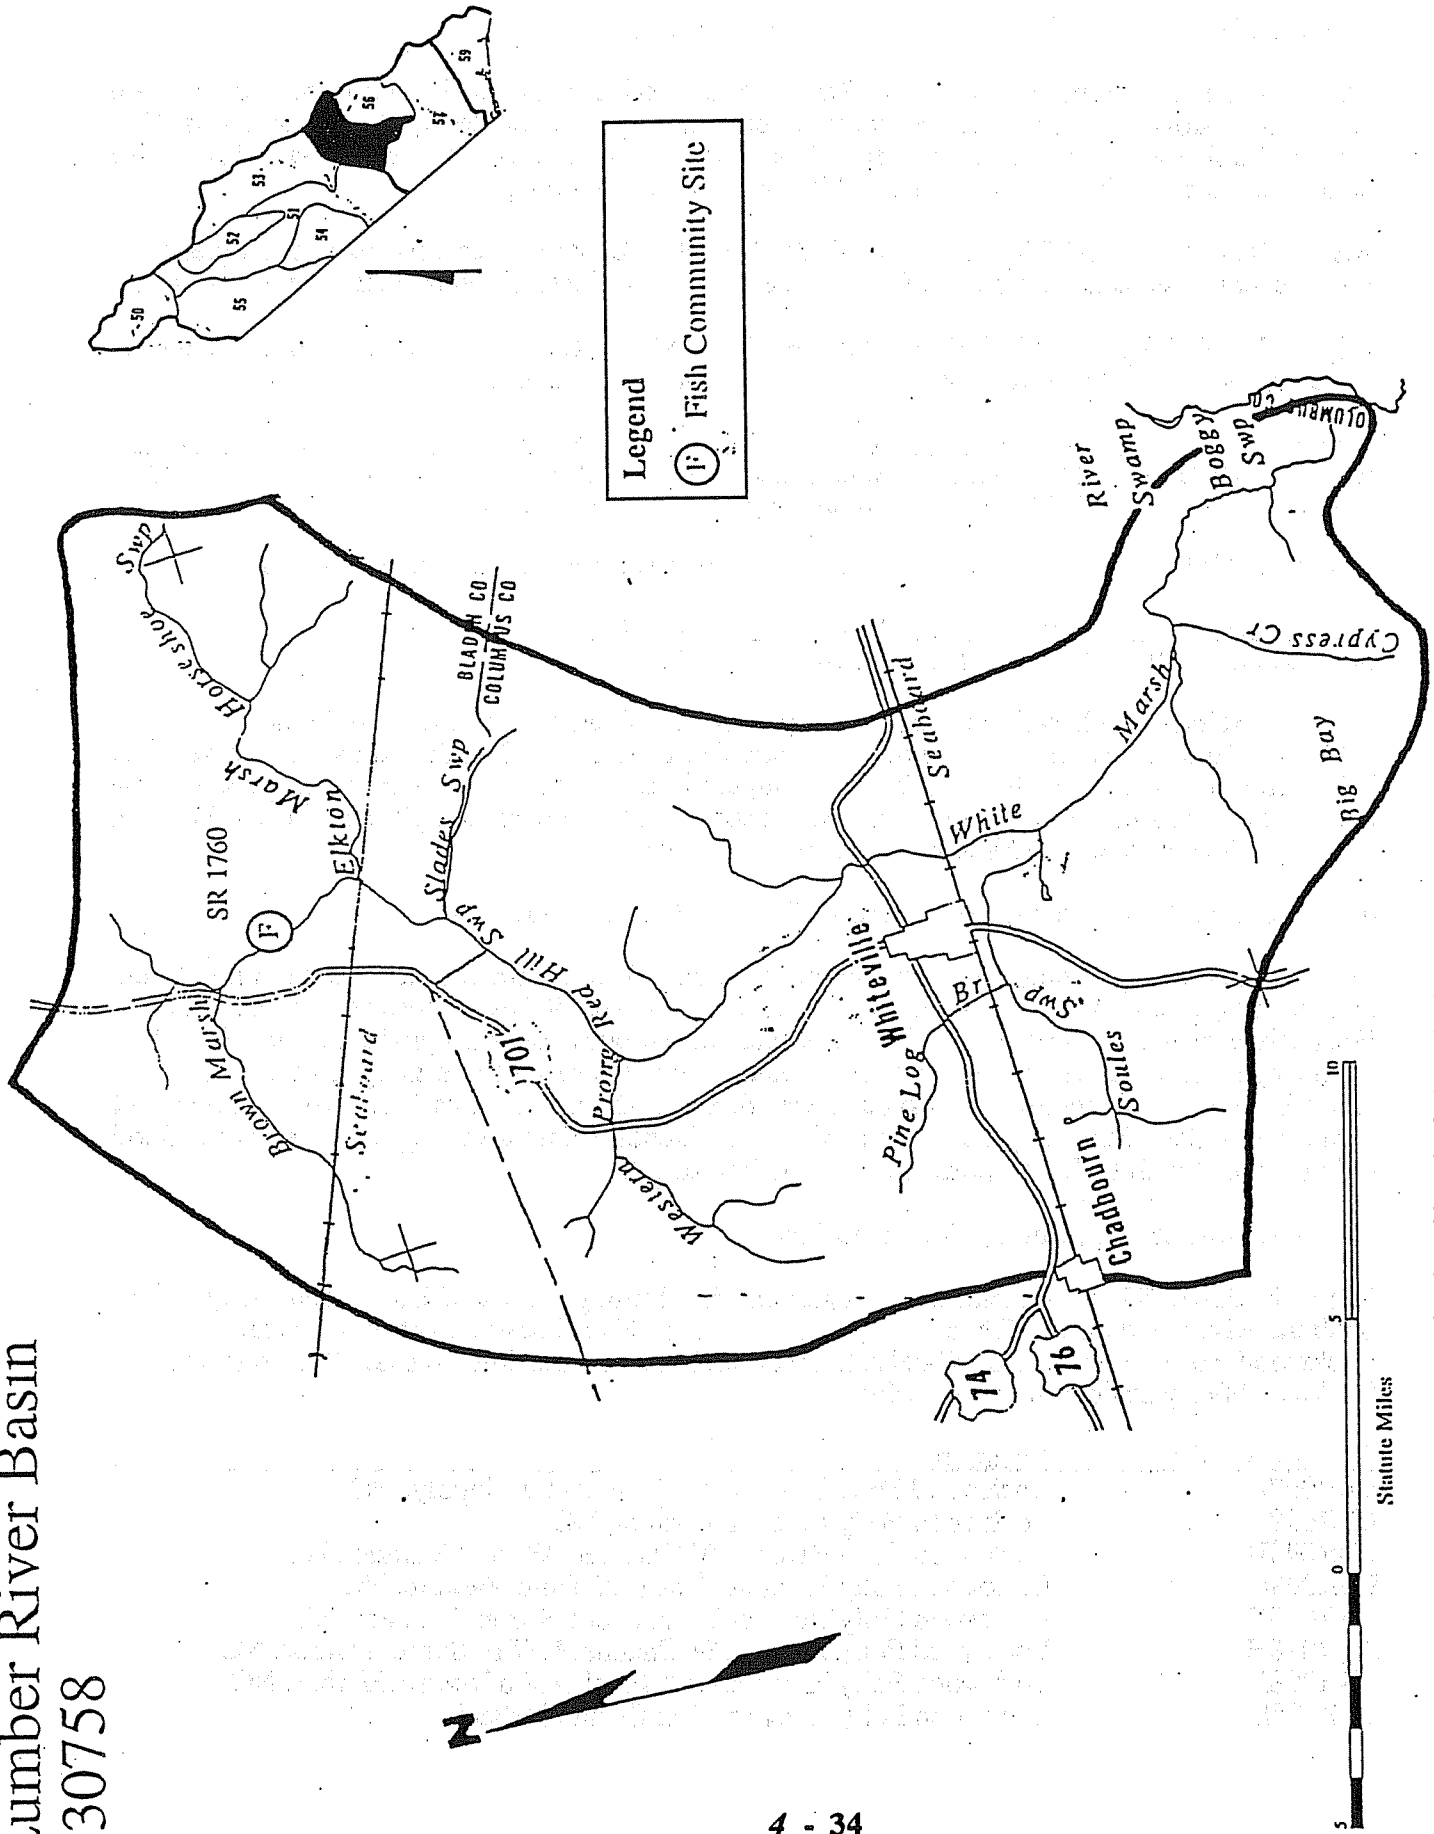 umber River Basin
30758
50
55
52
53
51
54
56
57
59
Legend
F Fish Community Site
Horseshoe Swp
Marsh
Elkton
SR 1760
F
Brown Marsh
Seaboard
BLADEN CO
COLUMBUS CO
Slades Swp
Red Hill Swp
701
Western Prong
Whiteville
Pine Log Br
Soules Swp
Chadbourn
74
76
Seaboard
White Marsh
Cypress Cr
Big Bay
River
Swamp
Boggy
Swp
OLUMBUS CO
N
5 0 5 10
Statute Miles
4 - 34